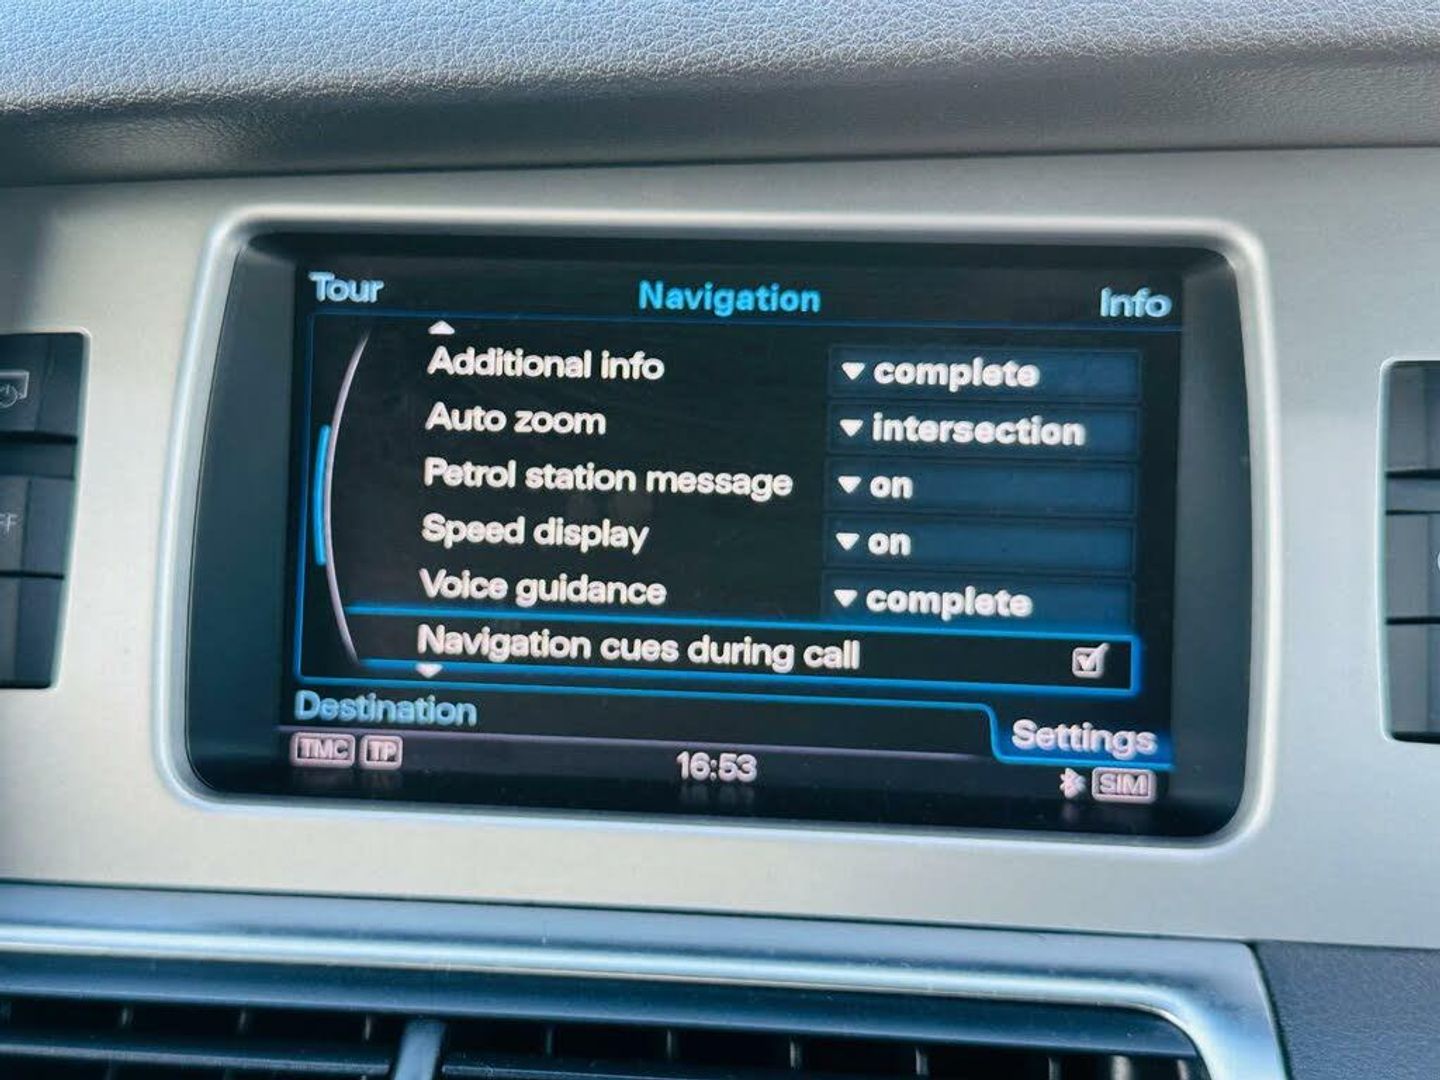 Tour Navigation Info
Additional info complete
Auto zoom intersection
Petrol station message on
Speed display on
Voice guidance complete
Navigation cues during call
Destination Settings
TMC TP 16:53 SIM